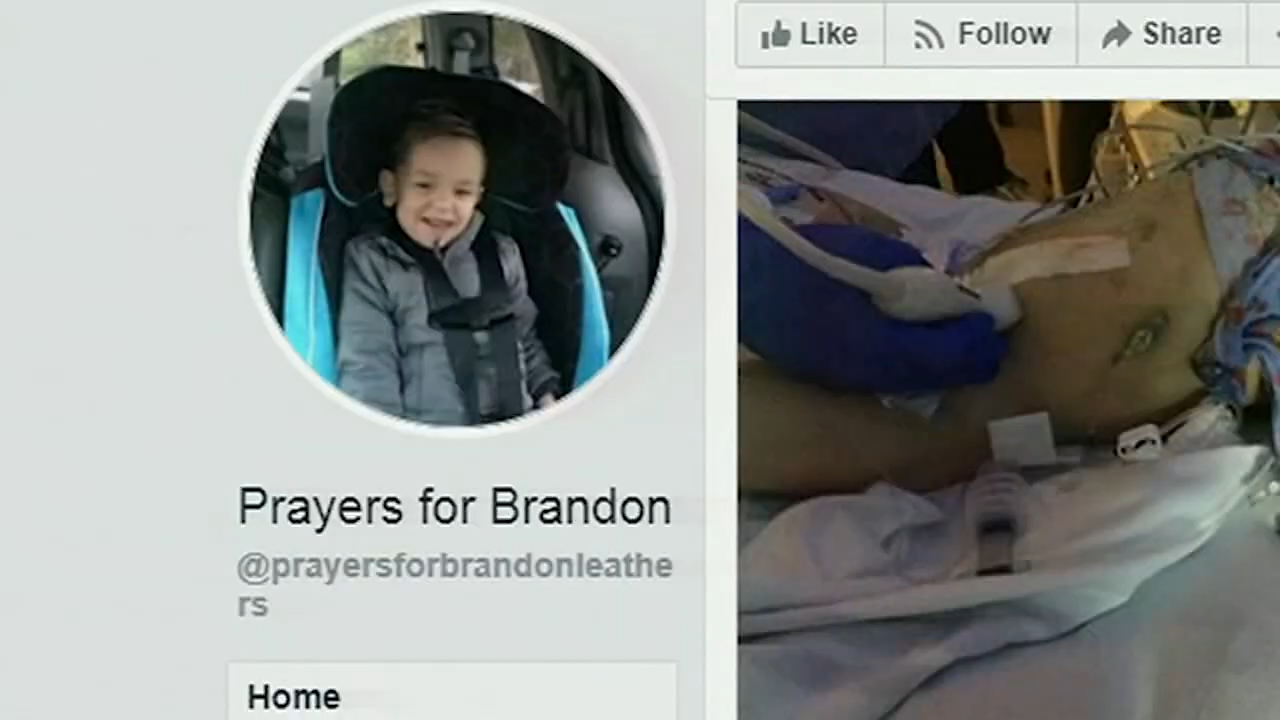 Like Follow Share
Prayers for Brandon
@prayersforbrandonleathe
rs
Home